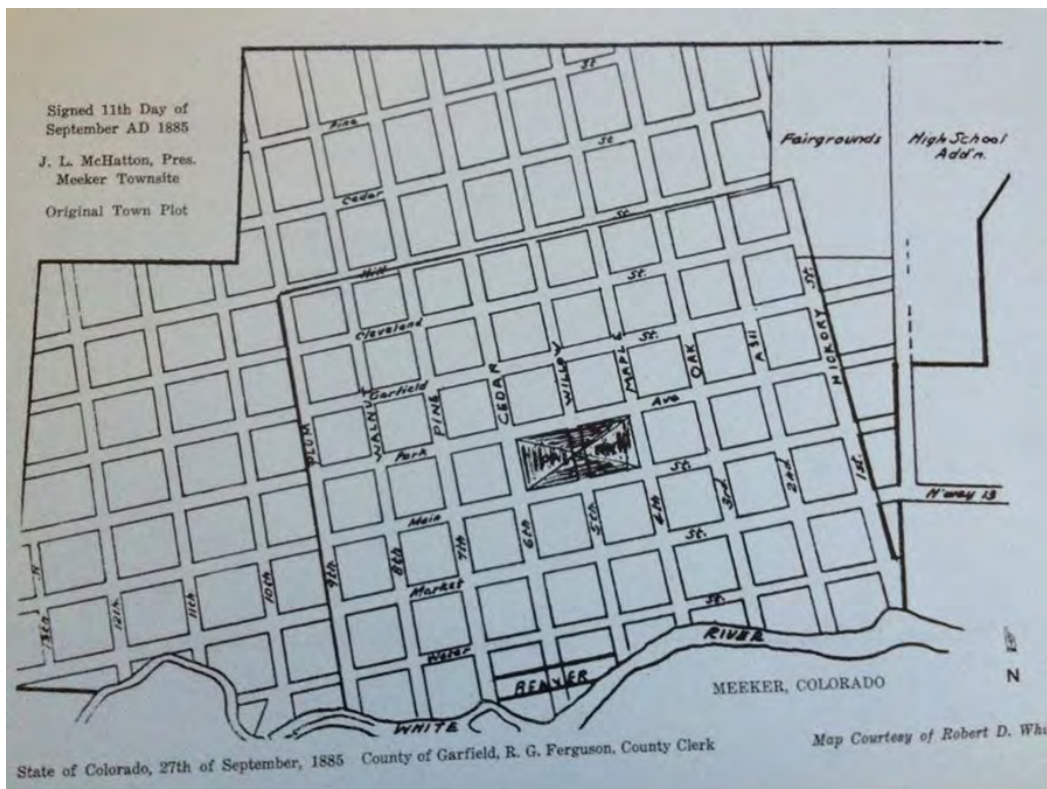 Signed 11th Day of
September AD 1885
J. L. McHatton, Pres.
Meeker Townsite
Original Town Plot
Fairgrounds
High School
Add'n.
St
Pine
St
Cedar
St
Hill
St.
Cleveland
St.
Garfield
Ave
Park
St.
Main
St.
Market
St.
Water
PLUM
WALNUT
PINE
CEDAR
WILLOW
MAPLE
OAK
ASH
HICKORY
St.
13th
12th
11th
10th
9th
8th
7th
6th
5th
4th
3rd
2nd
1st.
H'way 13
BEAVER
WHITE
RIVER
MEEKER, COLORADO
N
State of Colorado, 27th of September, 1885 County of Garfield, R. G. Ferguson, County Clerk
Map Courtesy of Robert D. Whi